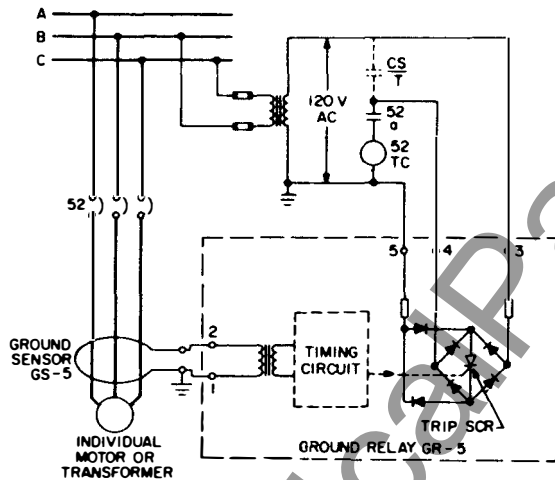 A
B
C
120 V
AC
CS
T
52
a
52
TC
52
5
4
3
GROUND
SENSOR
GS-5
2
1
TIMING
CIRCUIT
TRIP SCR
INDIVIDUAL
MOTOR OR
TRANSFORMER
GROUND RELAY GR-5